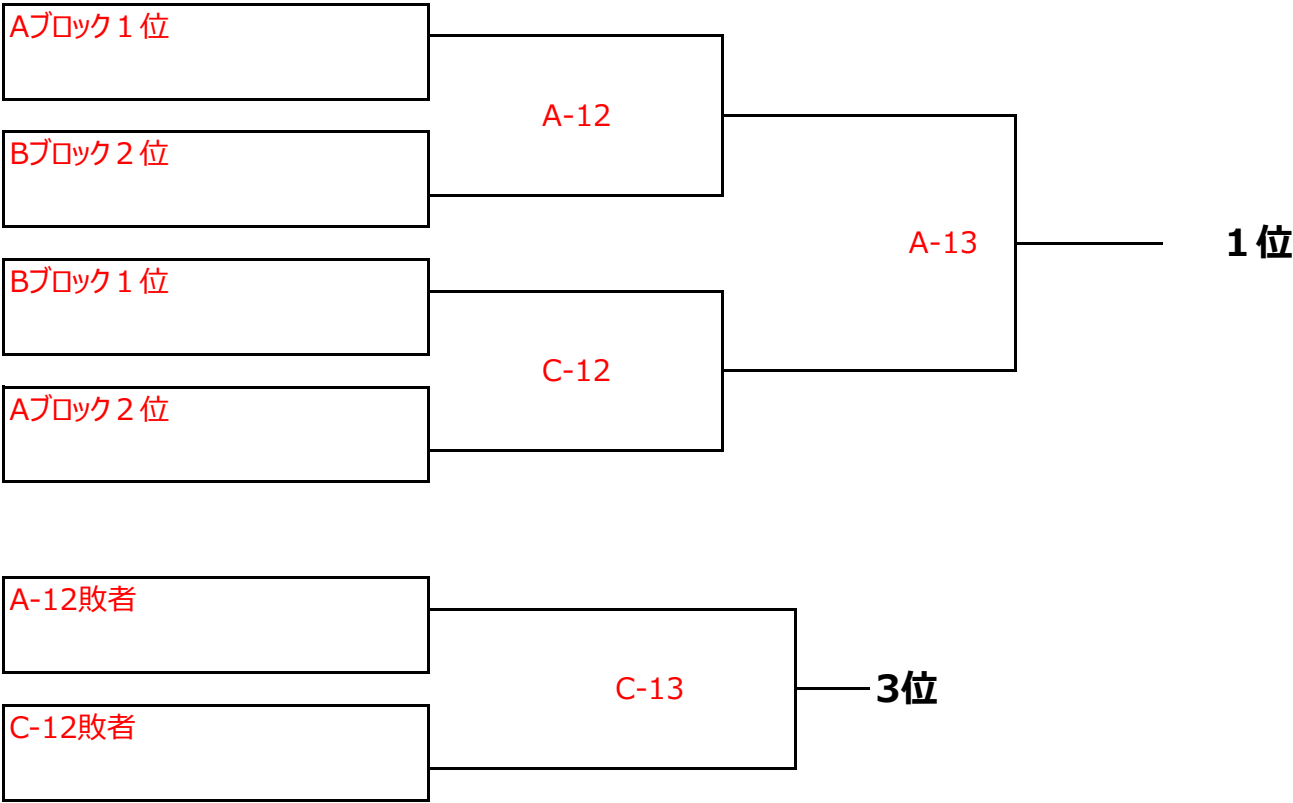 Aブロック１位
A-12
Bブロック２位
A-13
１位
Bブロック１位
C-12
Aブロック２位
A-12敗者
C-13
3位
C-12敗者